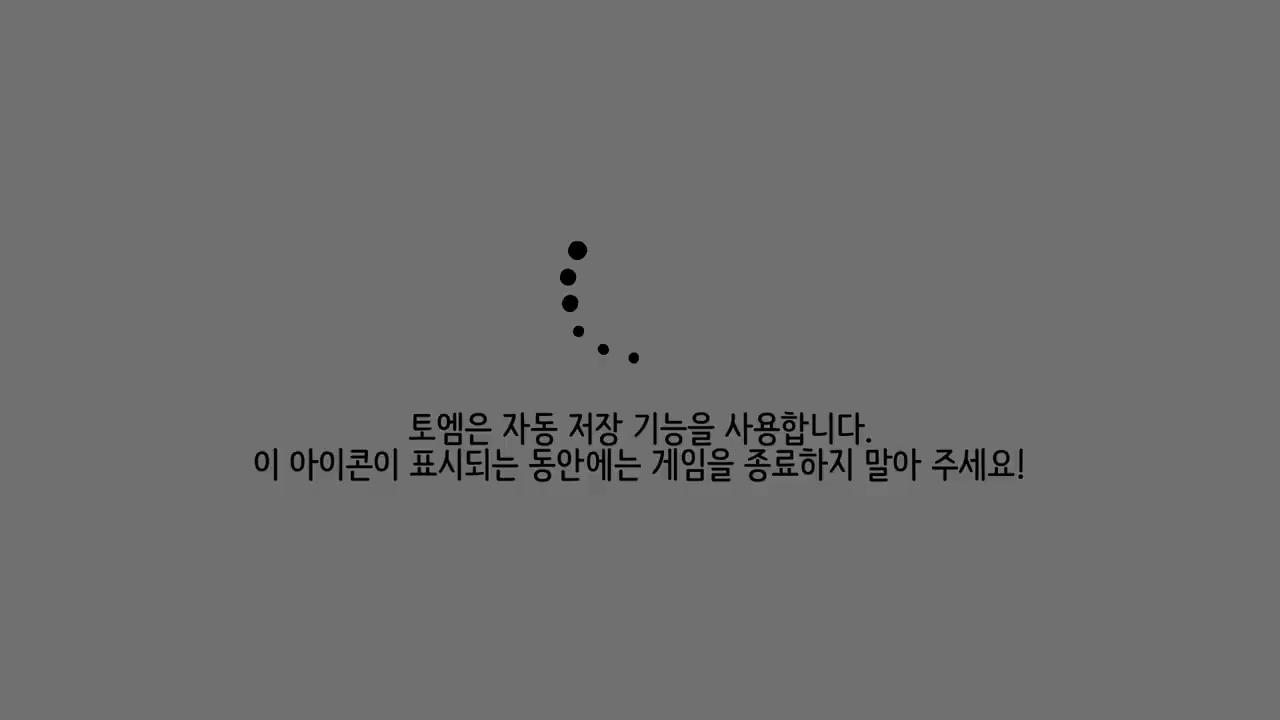 토엠은 자동 저장 기능을 사용합니다.
이 아이콘이 표시되는 동안에는 게임을 종료하지 말아 주세요!